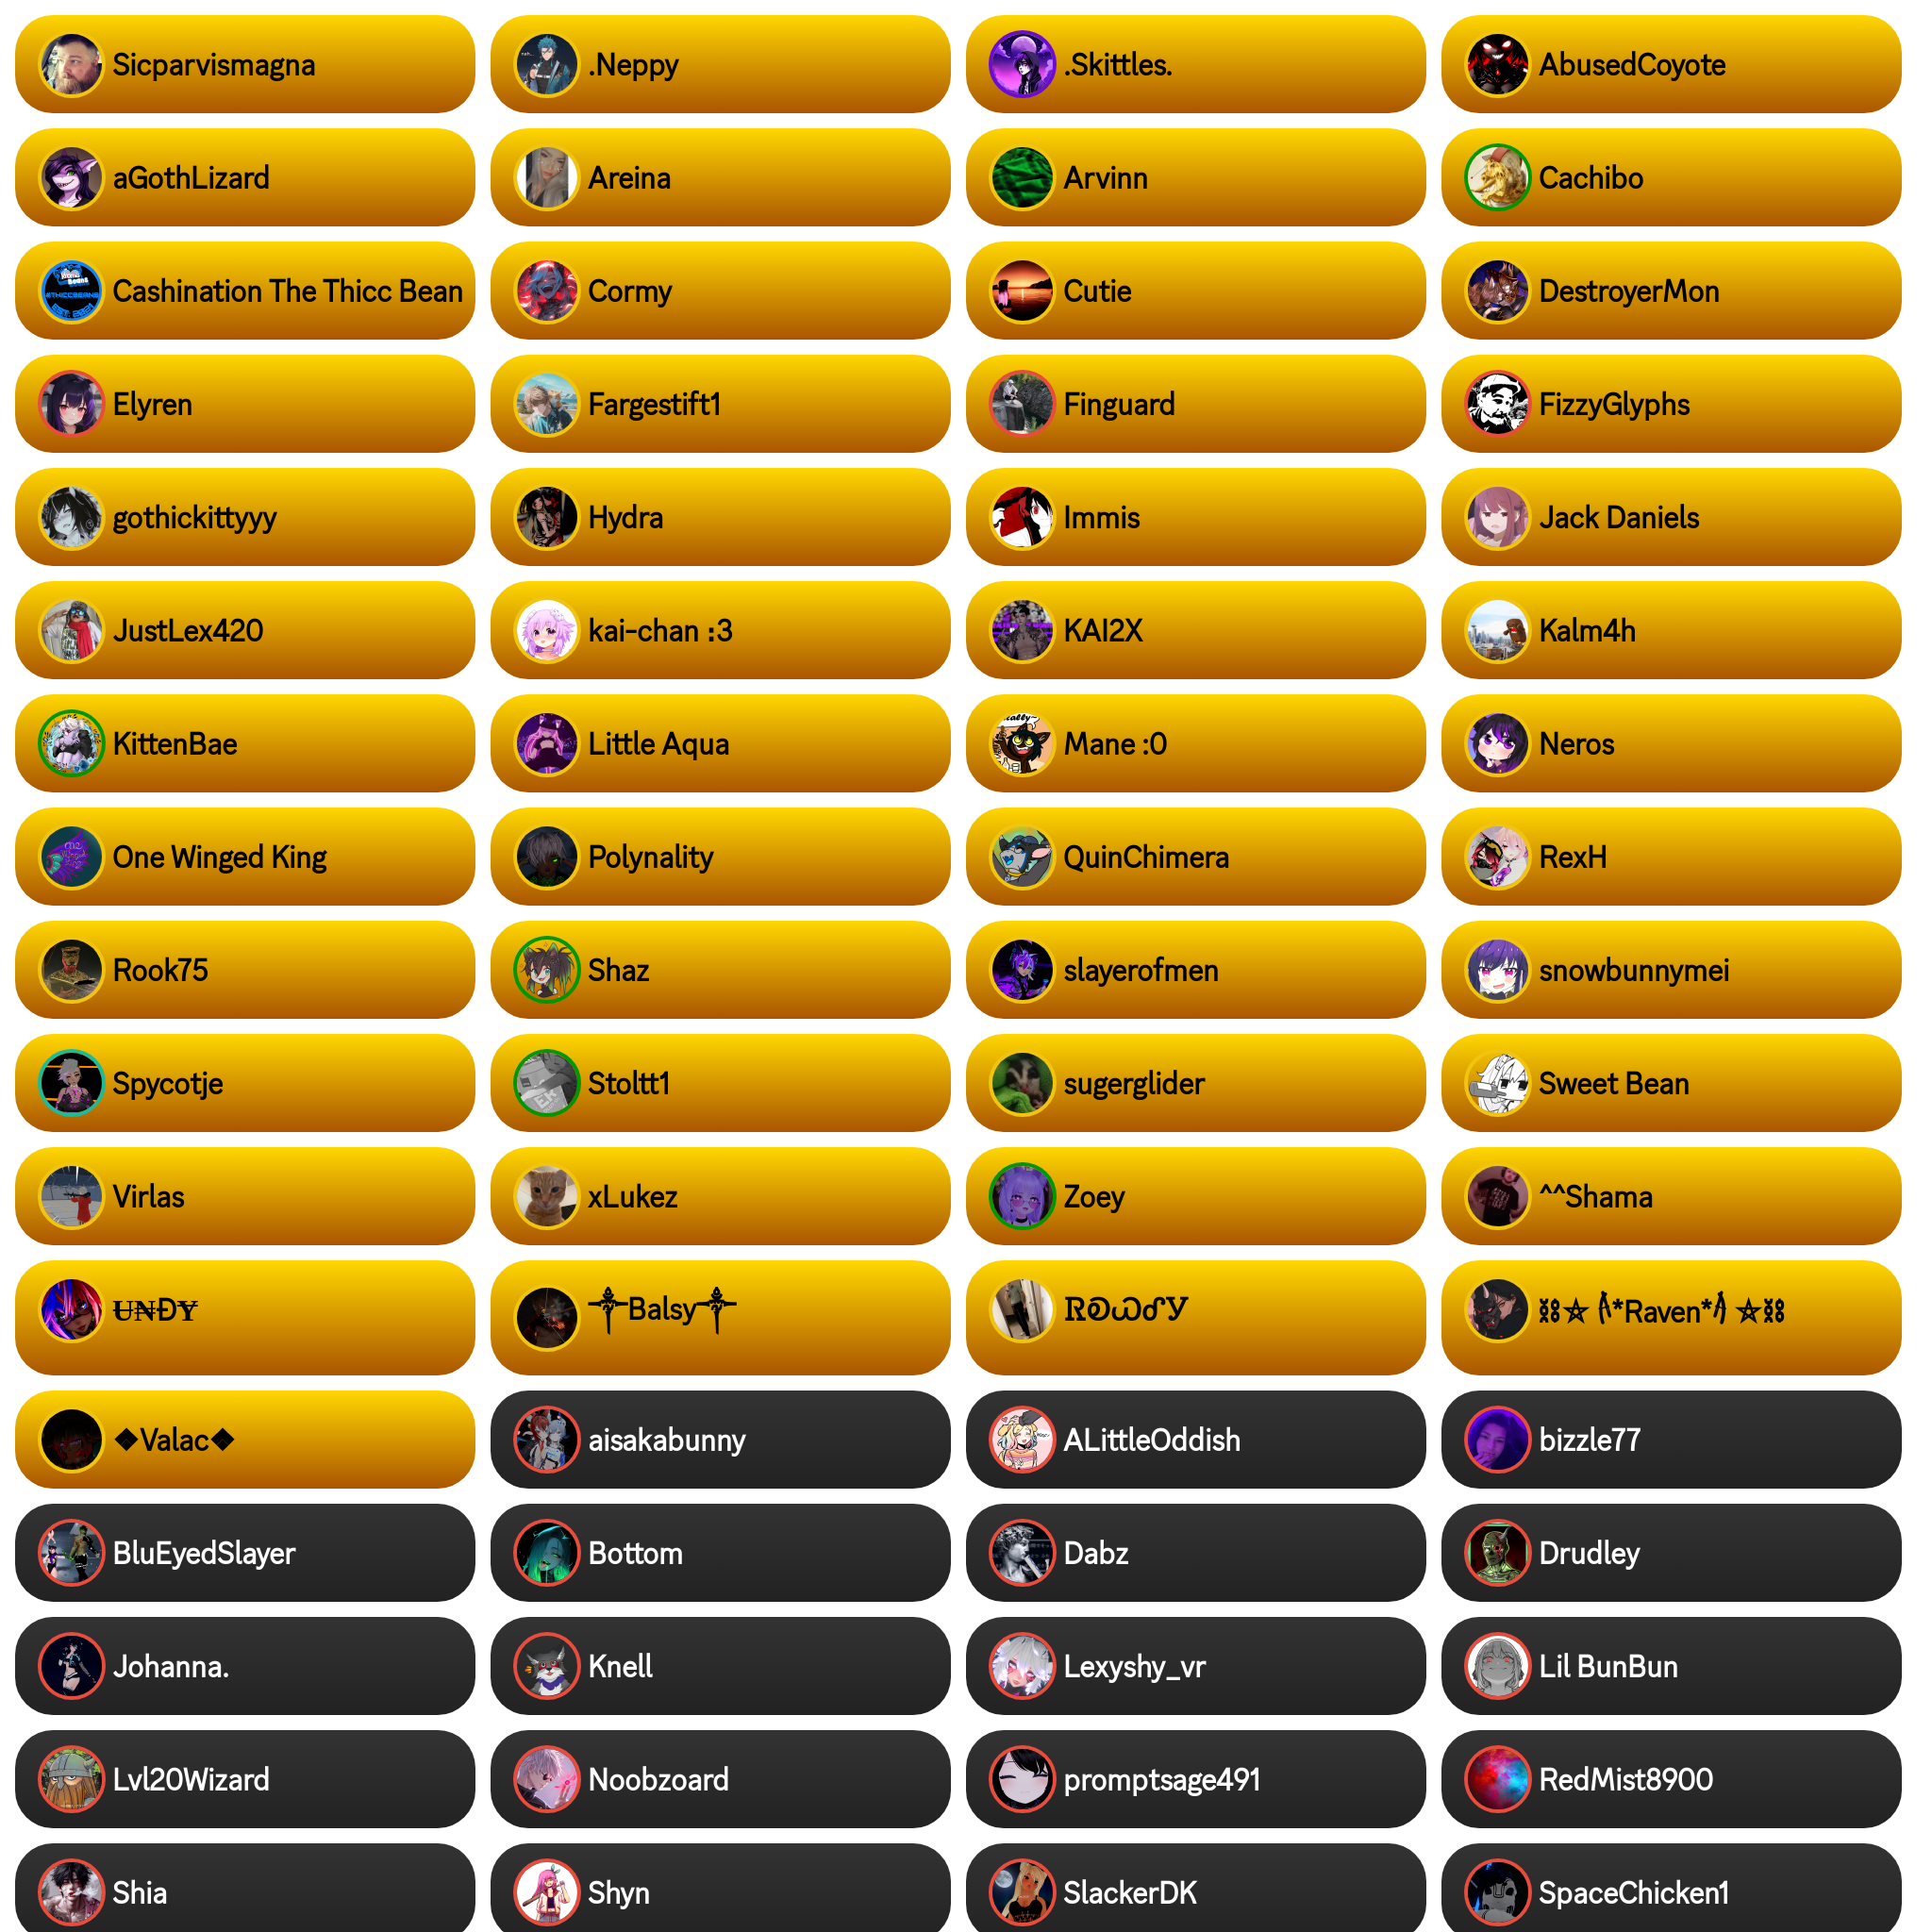 Sicparvismagna
.Neppy
.Skittles.
AbusedCoyote
aGothLizard
Areina
Arvinn
Cachibo
Cashination The Thicc Bean
Cormy
Cutie
DestroyerMon
Elyren
Fargestift1
Finguard
FizzyGlyphs
gothickittyyy
Hydra
Immis
Jack Daniels
JustLex420
kai-chan :3
KAI2X
Kalm4h
KittenBae
Little Aqua
Mane :0
Neros
One Winged King
Polynality
QuinChimera
RexH
Rook75
Shaz
slayerofmen
snowbunnymei
Spycotje
Stoltt1
sugerglider
Sweet Bean
Virlas
xLukez
Zoey
^^Shama
Ʉ₦ĐɎ
༒Balsy༒
*Raven*
❖Valac❖
aisakabunny
ALittleOddish
bizzle77
BluEyedSlayer
Bottom
Dabz
Drudley
Johanna.
Knell
Lexyshy_vr
Lil BunBun
Lvl20Wizard
Noobzoard
promptsage491
RedMist8900
Shia
Shyn
SlackerDK
SpaceChicken1